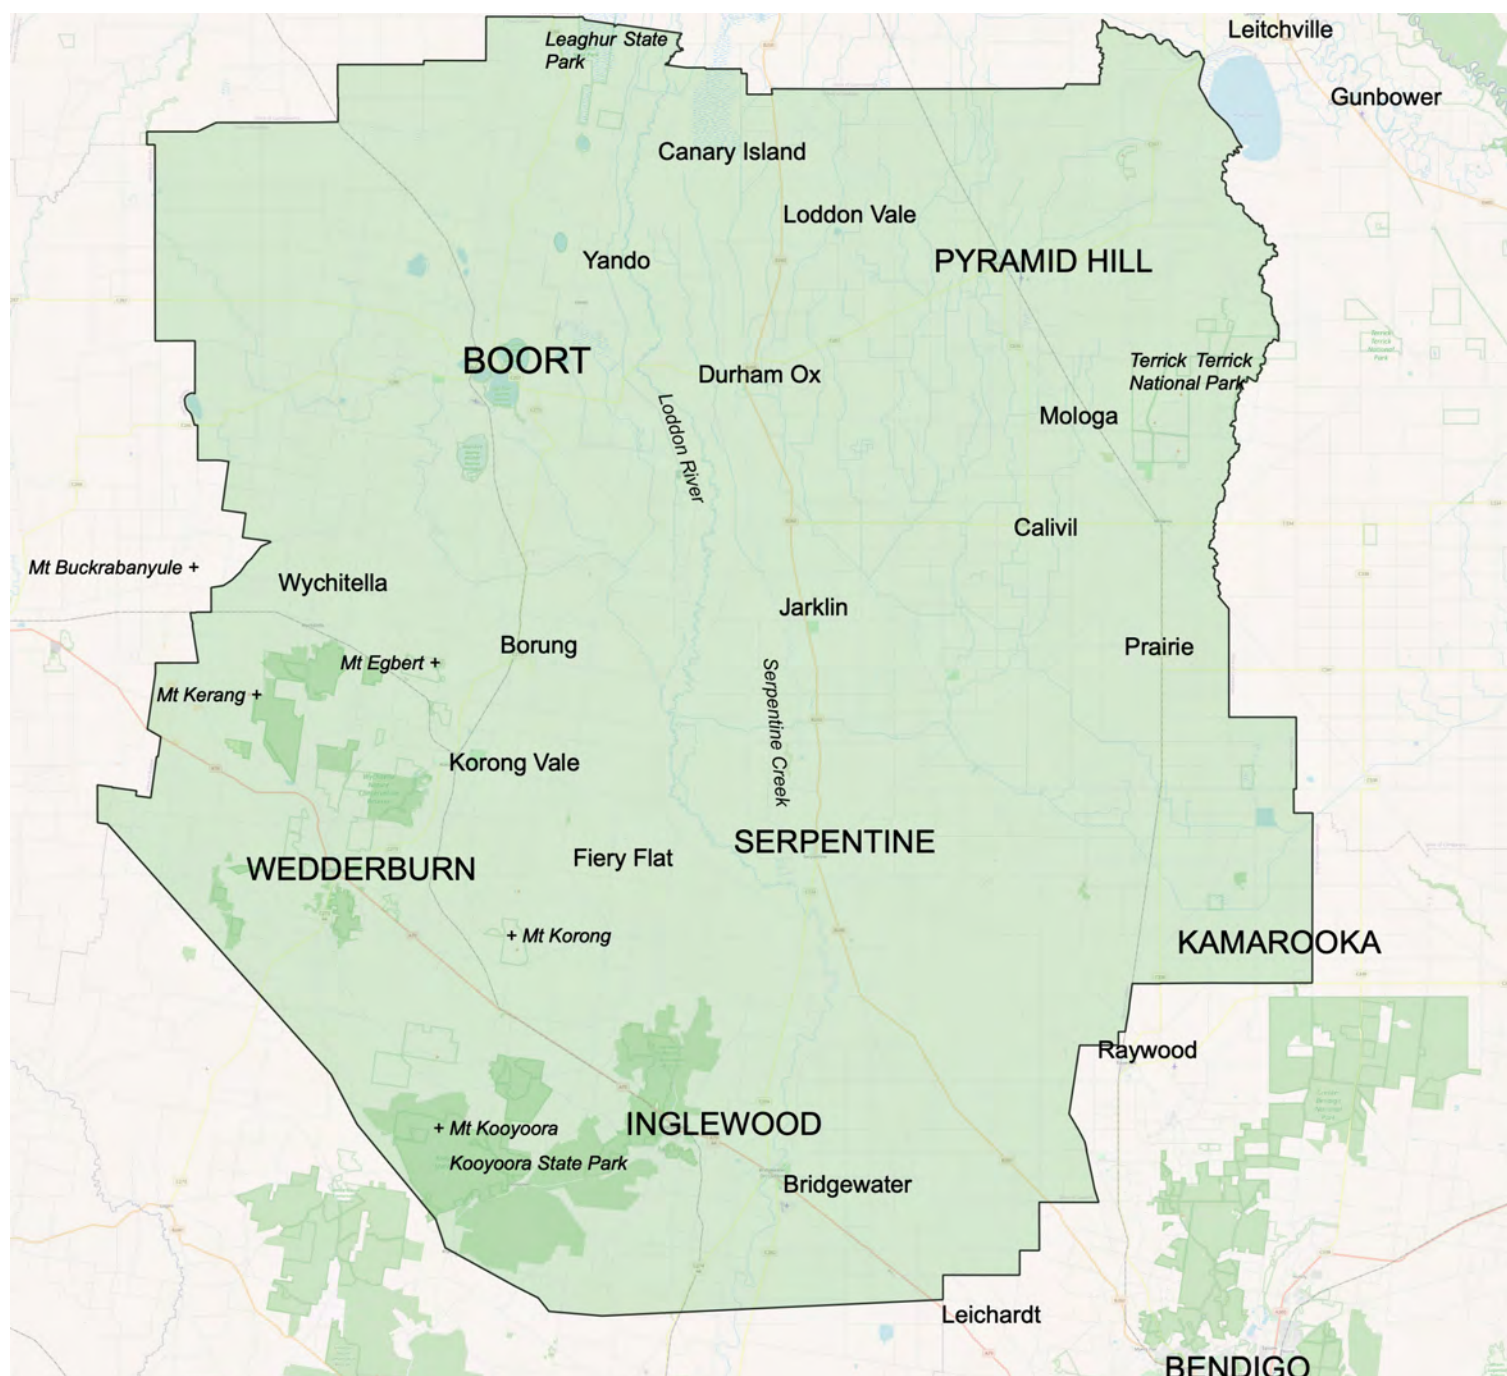 Leitchville
Leaghur State
Park
Gunbower
Canary Island
Loddon Vale
Yando
PYRAMID HILL
BOORT
Durham Ox
Terrick Terrick
National Park
Mologa
Loddon River
Calivil
Mt Buckrabanyule +
Wychitella
Jarklin
Borung
Prairie
Mt Egbert +
Mt Kerang +
Serpentine Creek
Korong Vale
SERPENTINE
Fiery Flat
WEDDERBURN
+ Mt Korong
KAMAROOKA
Raywood
INGLEWOOD
+ Mt Kooyoora
Kooyoora State Park
Bridgewater
Leichardt
BENDIGO